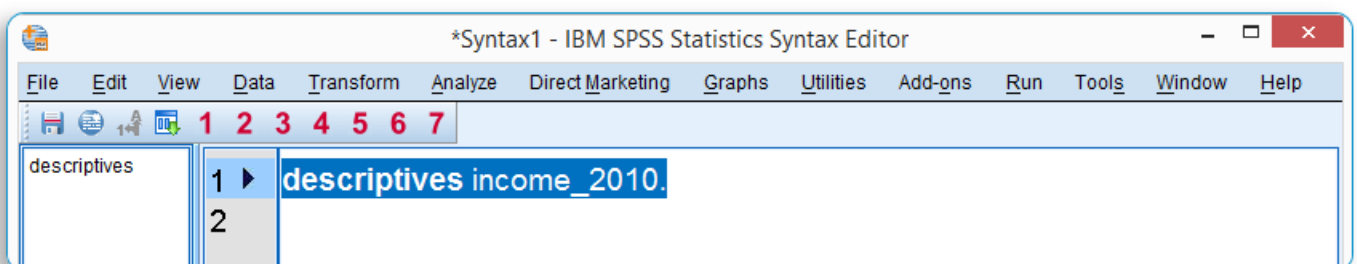 *Syntax1 - IBM SPSS Statistics Syntax Editor
File Edit View Data Transform Analyze Direct Marketing Graphs Utilities Add-ons Run Tools Window Help
1 2 3 4 5 6 7
descriptives
1 descriptives income_2010.
2